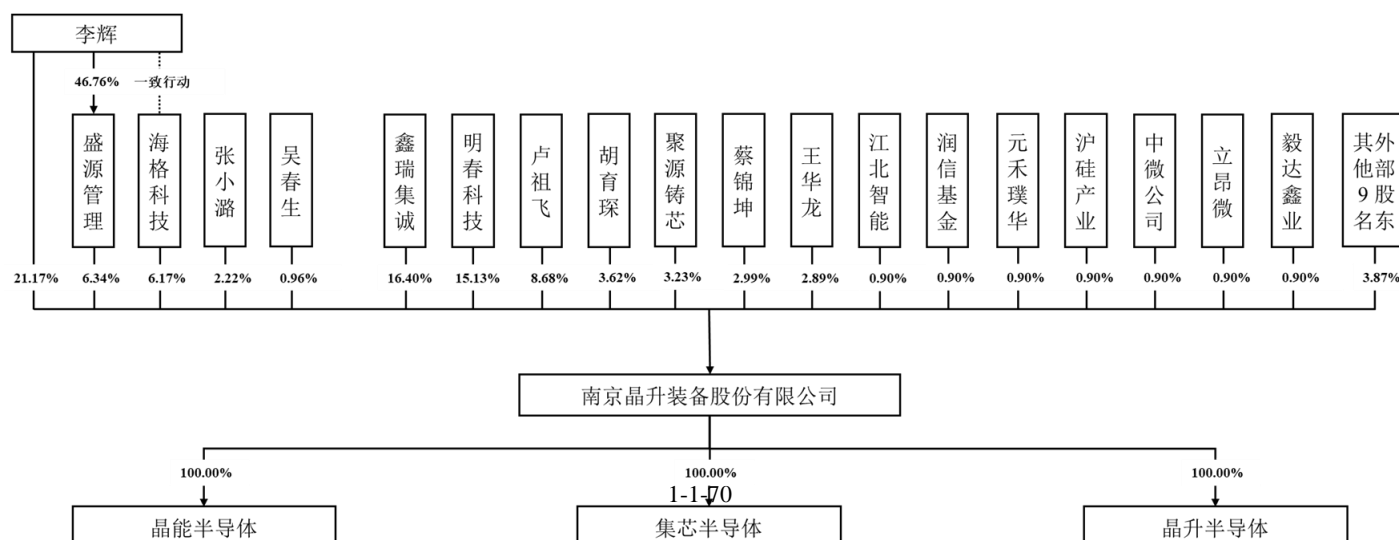 李辉
46.76%
一致行动
盛源管理
海格科技
张小潞
吴春生
鑫瑞集诚
明春科技
卢祖飞
胡育琛
聚源铸芯
蔡锦坤
王华龙
江北智能
润信基金
元禾璞华
沪硅产业
中微公司
立昂微
毅达鑫业
其他9名
外部股东
21.17%
6.34%
6.17%
2.22%
0.96%
16.40%
15.13%
8.68%
3.62%
3.23%
2.99%
2.89%
0.90%
0.90%
0.90%
0.90%
0.90%
0.90%
0.90%
3.87%
南京晶升装备股份有限公司
100.00%
100.00%
100.00%
1-1-70
晶能半导体
集芯半导体
晶升半导体